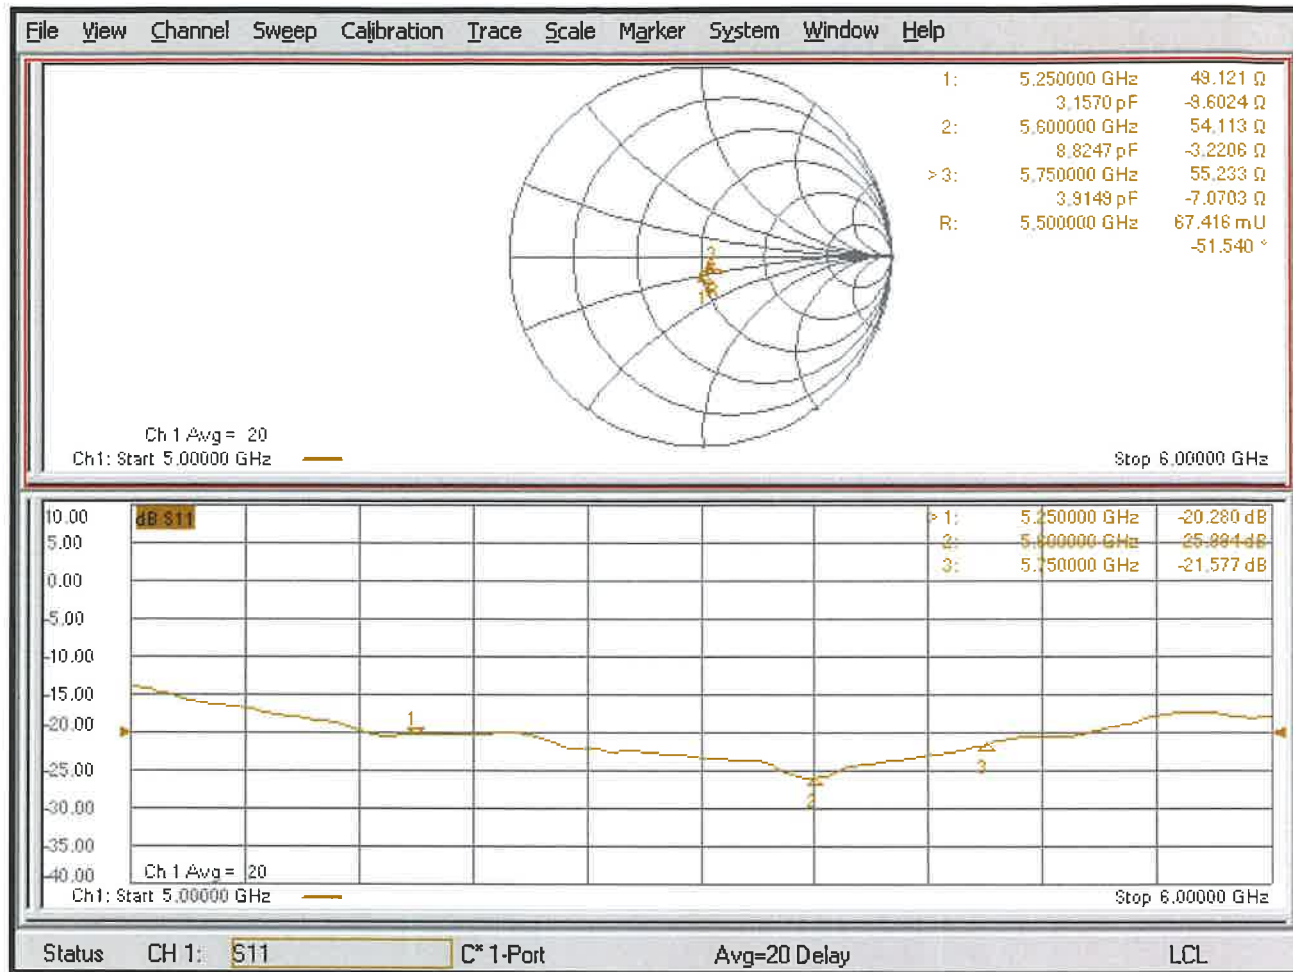 File View Channel Sweep Calibration Trace Scale Marker System Window Help
1: 5.250000 GHz 49.121 Ω
3.1570 pF -9.6024 Ω
2: 5.600000 GHz 54.113 Ω
8.8247 pF -3.2206 Ω
> 3: 5.750000 GHz 55.233 Ω
3.9149 pF -7.0703 Ω
R: 5.500000 GHz 67.416 mU
-51.540 °
Ch 1 Avg = 20
Ch1: Start 5.00000 GHz
Stop 6.00000 GHz
10.00
dB S11
> 1: 5.250000 GHz -20.280 dB
5.00
2: 5.600000 GHz -25.884 dB
3: 5.750000 GHz -21.577 dB
0.00
-5.00
-10.00
-15.00
-20.00
1
2
3
-25.00
-30.00
-35.00
-40.00
Ch 1 Avg = 20
Ch1: Start 5.00000 GHz
Stop 6.00000 GHz
Status CH 1: S11 C* 1-Port Avg=20 Delay LCL